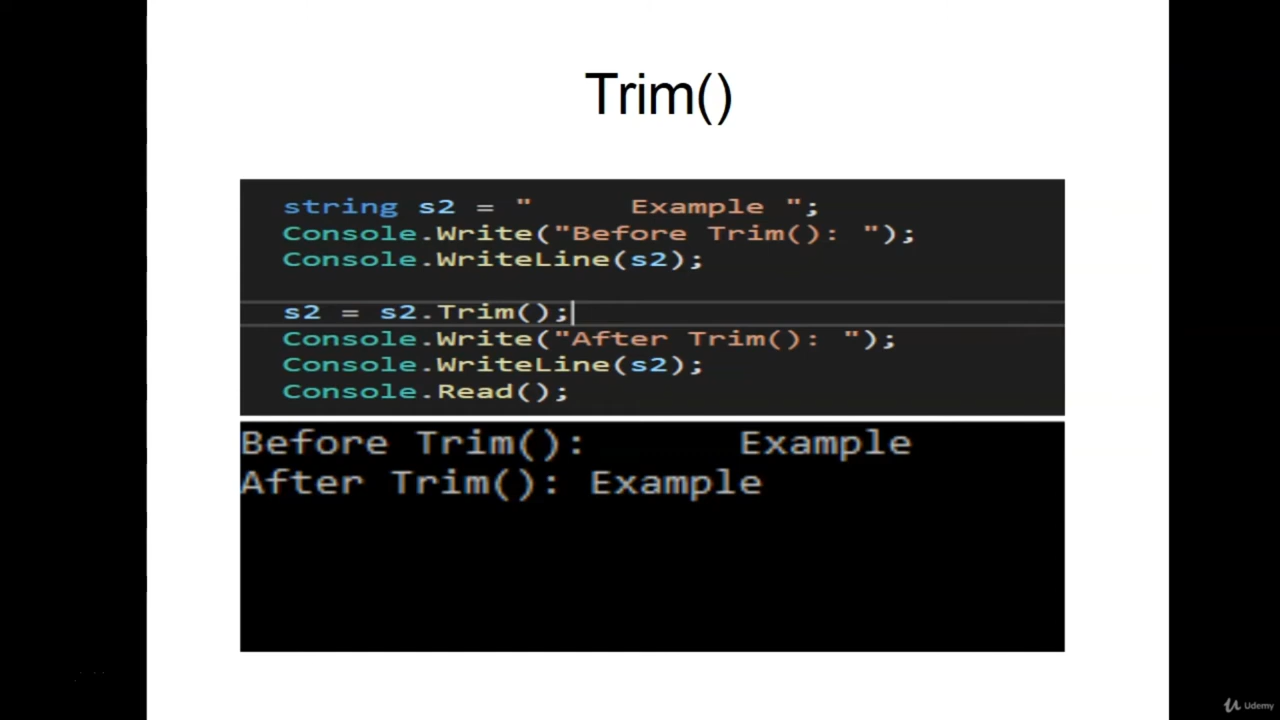 Trim()
string s2 = "     Example ";
Console.Write("Before Trim(): ");
Console.WriteLine(s2);
s2 = s2.Trim();
Console.Write("After Trim(): ");
Console.WriteLine(s2);
Console.Read();
Before Trim():      Example
After Trim(): Example
Udemy